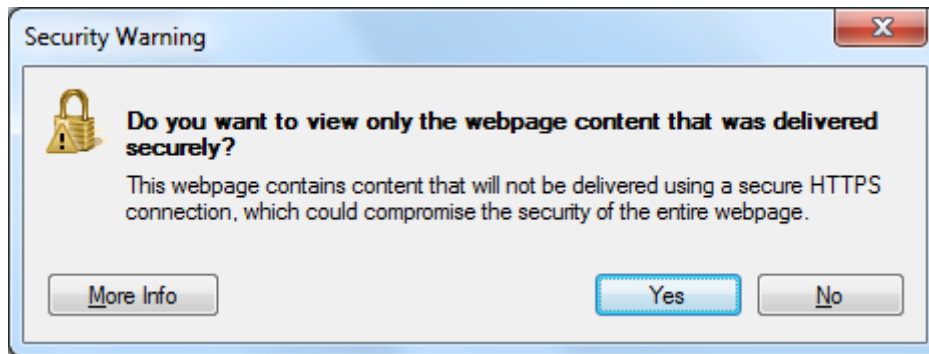 Security Warning
Do you want to view only the webpage content that was delivered
securely?
This webpage contains content that will not be delivered using a secure HTTPS
connection, which could compromise the security of the entire webpage.
More Info Yes No